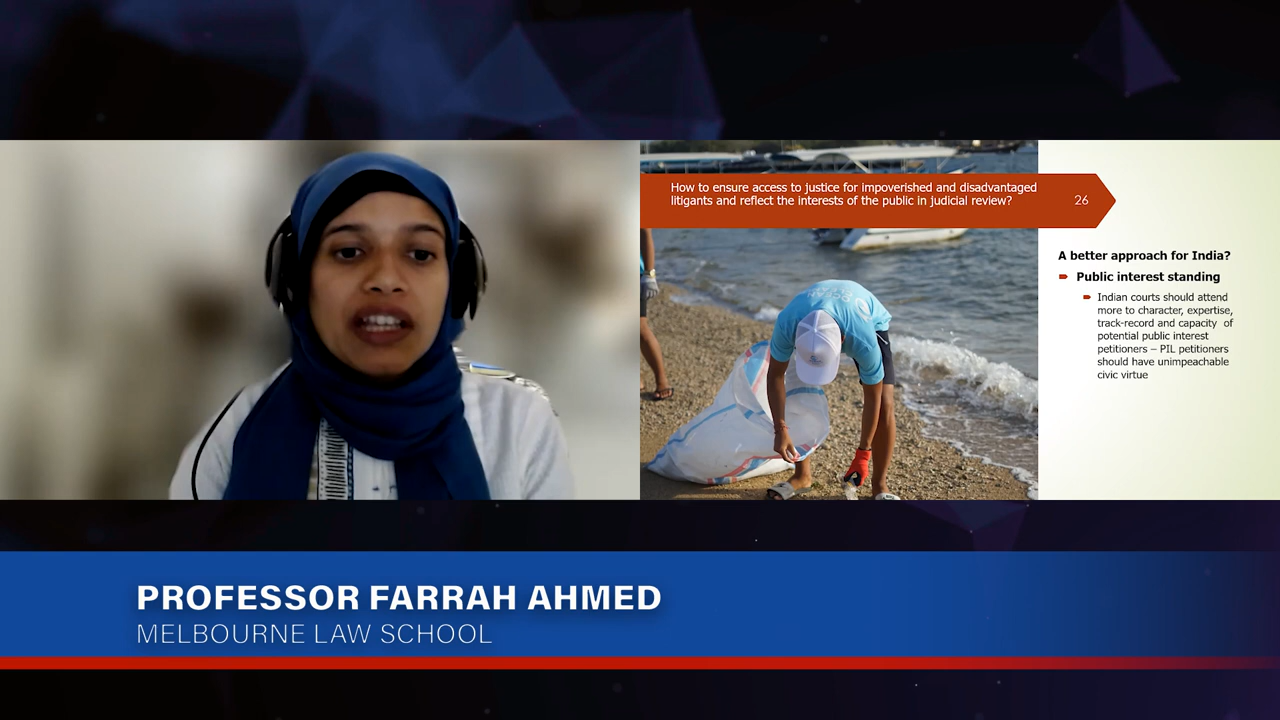 How to ensure access to justice for impoverished and disadvantaged
litigants and reflect the interests of the public in judicial review?
26
A better approach for India?
Public interest standing
Indian courts should attend
more to character, expertise,
track-record and capacity of
potential public interest
petitioners – PIL petitioners
should have unimpeachable
civic virtue
PROFESSOR FARRAH AHMED
MELBOURNE LAW SCHOOL